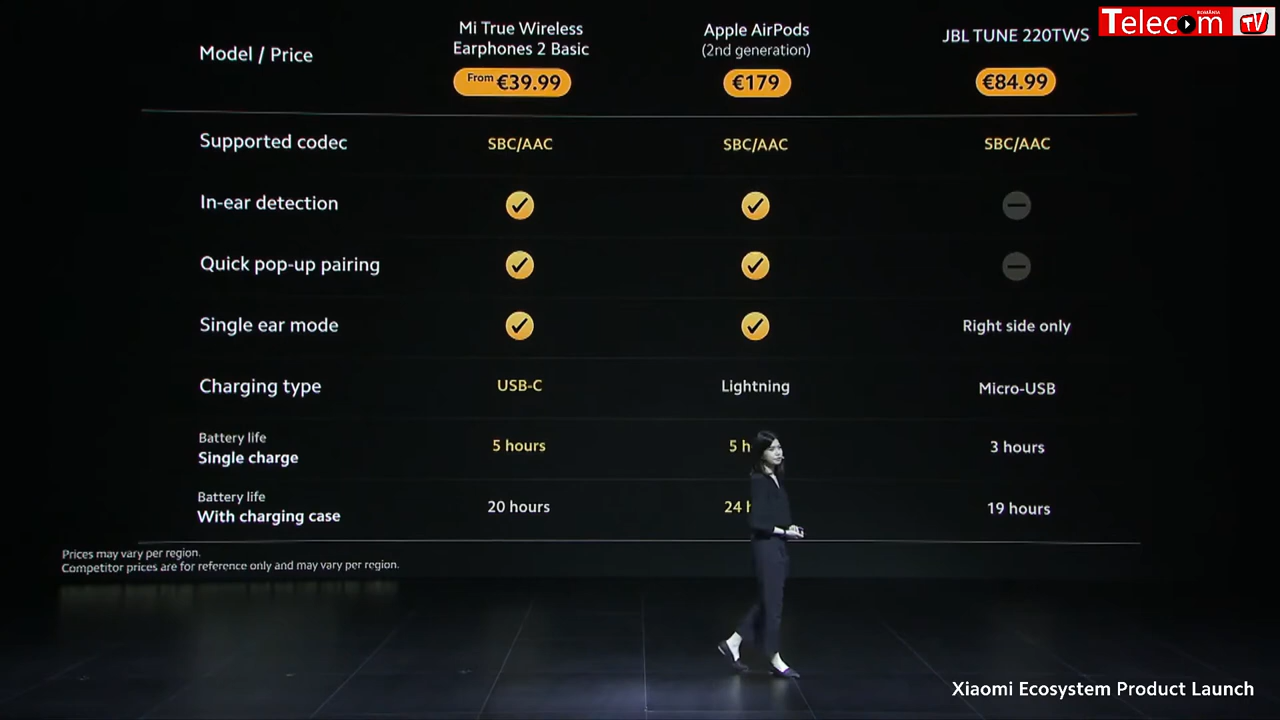 Telecom
ROMÂNIA
TV
Model / Price
Mi True Wireless
Earphones 2 Basic
From €39.99
Apple AirPods
(2nd generation)
€179
JBL TUNE 220TWS
€84.99
Supported codec SBC/AAC SBC/AAC SBC/AAC
In-ear detection
Quick pop-up pairing
Single ear mode Right side only
Charging type USB-C Lightning Micro-USB
Battery life
Single charge 5 hours 5 h 3 hours
Battery life
With charging case 20 hours 24 h 19 hours
Prices may vary per region.
Competitor prices are for reference only and may vary per region.
Xiaomi Ecosystem Product Launch